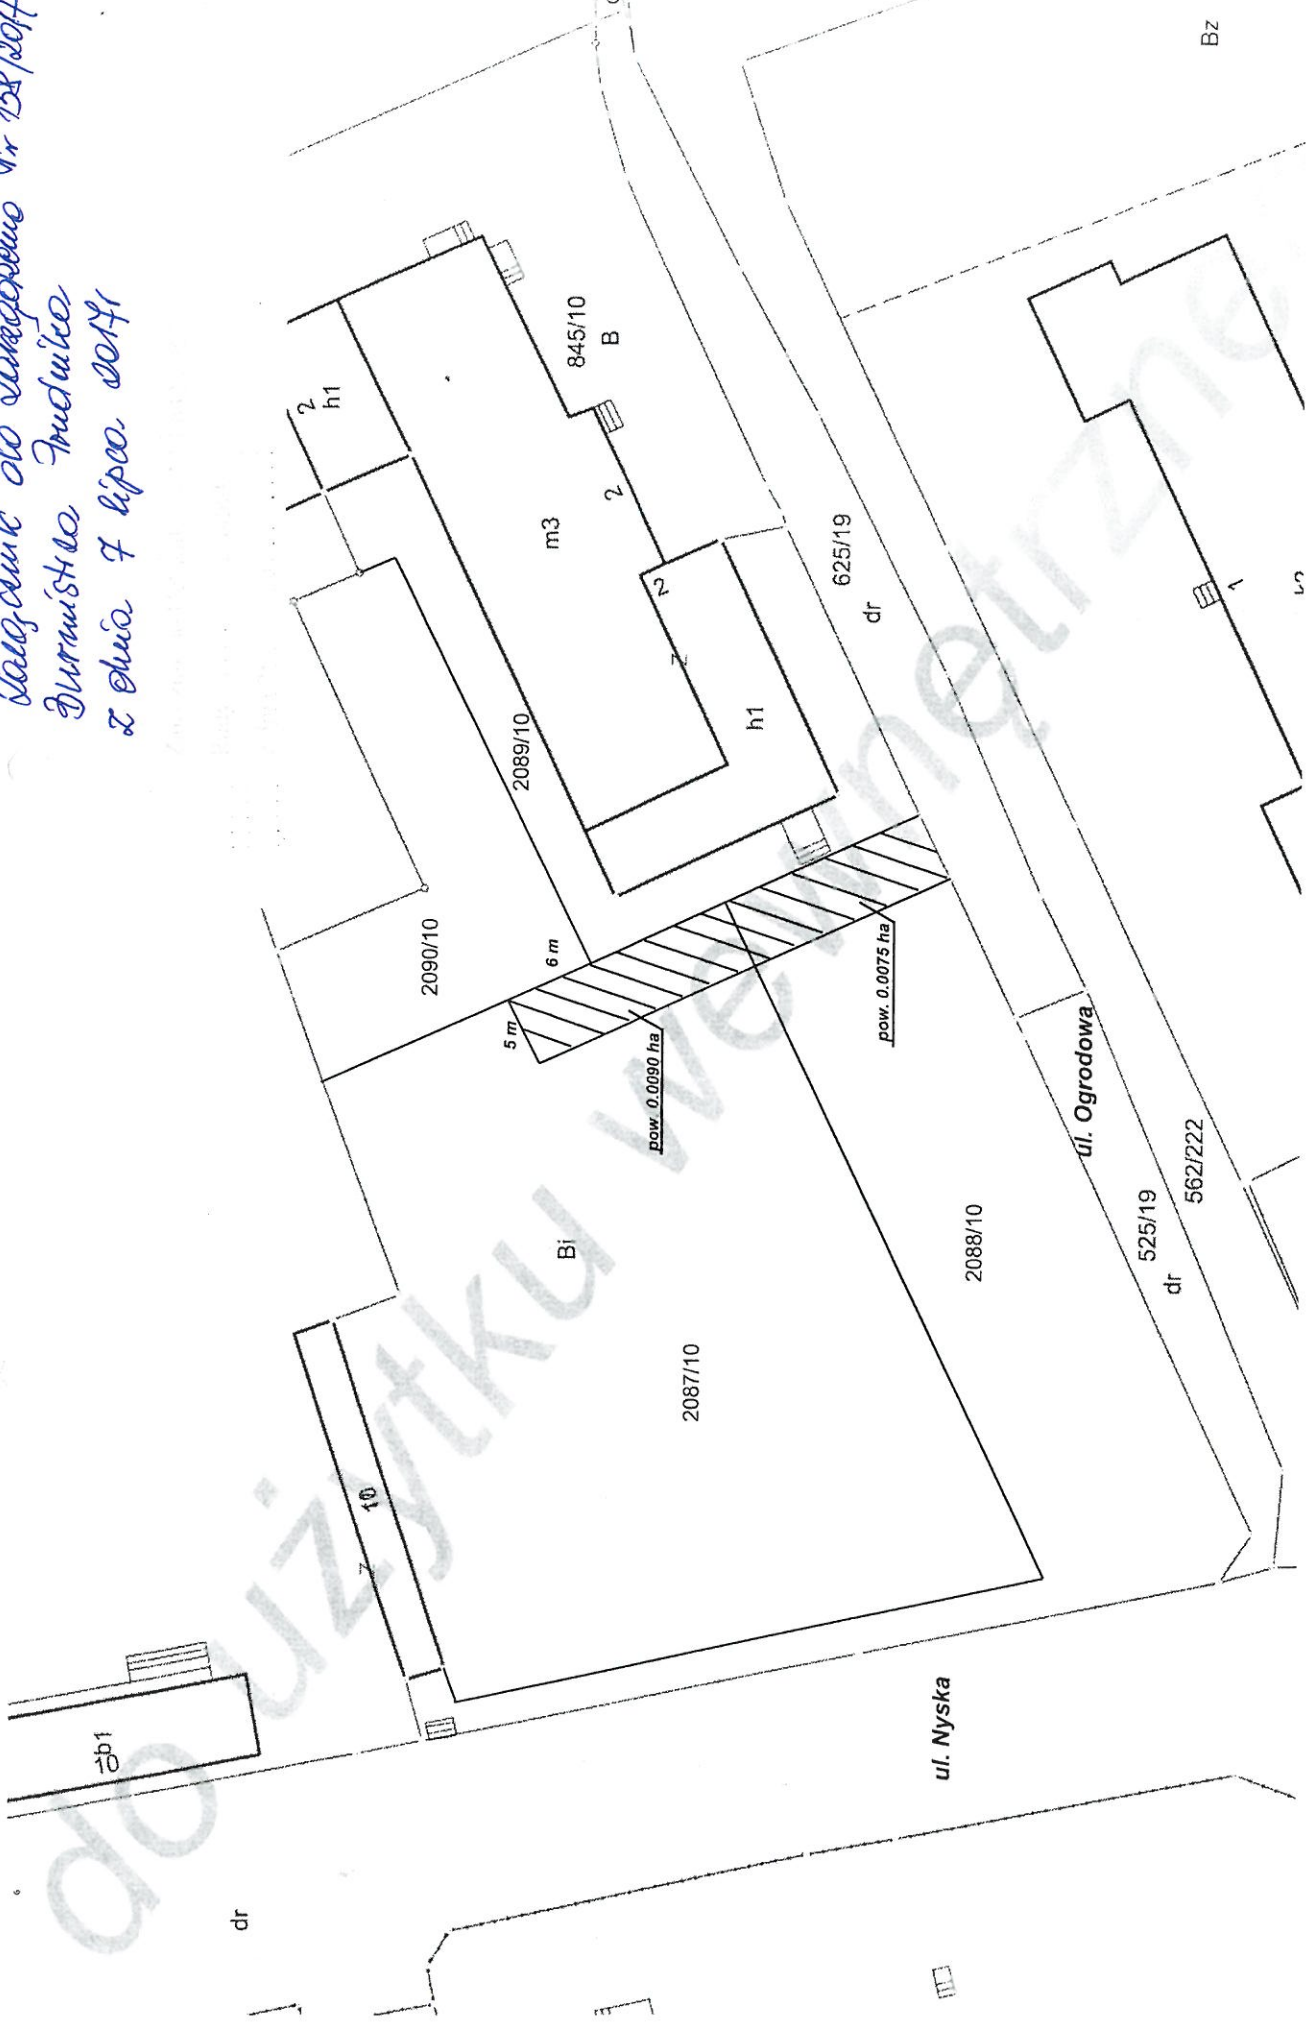 Załącznik do zarządzenia Nr 138/2017
Burmistrza Prudnika
z dnia 7 lipca 2017r
do użytku wewnętrzne
Bz
2
h1
845/10
B
m3
2
2
z
h1
625/19
dr
1
2089/10
2090/10
6 m
5 m
pow. 0.0090 ha
pow. 0.0075 ha
Bi
ul. Ogrodowa
562/222
525/19
dr
2088/10
2087/10
10
z
b1
ul. Nyska
dr